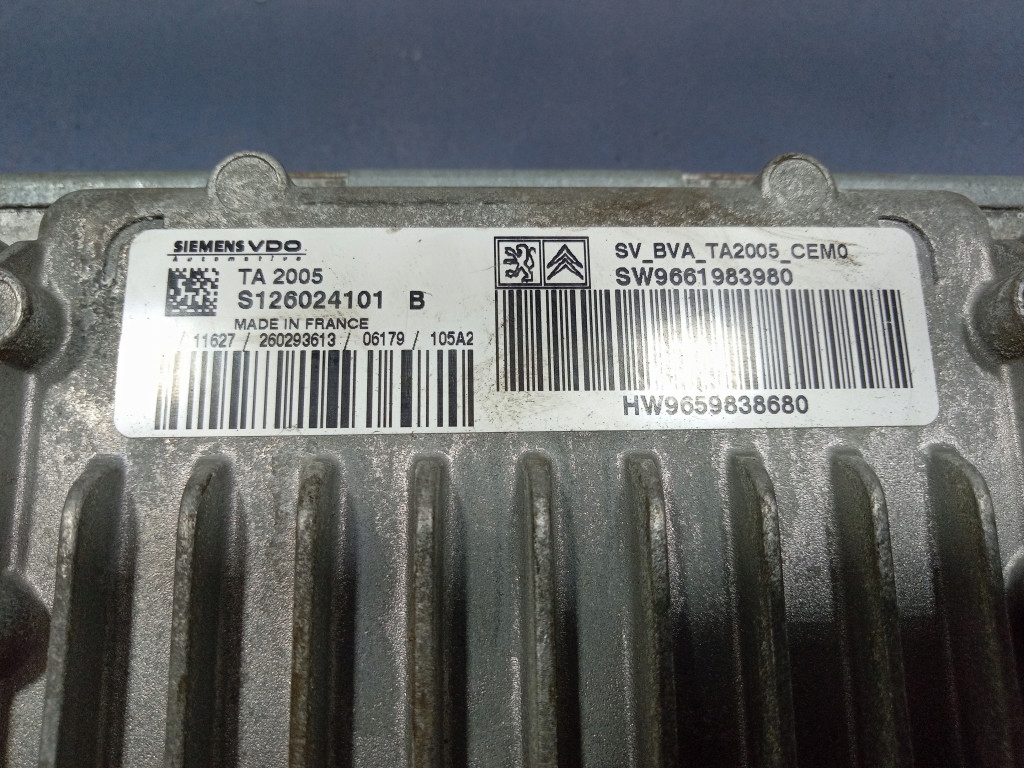 SIEMENS VDO
Automotive
TA 2005
S126024101 B
MADE IN FRANCE
/ 11627 / 260293613 / 06179 / 105A2
SV_BVA_TA2005_CEM0
SW9661983980
HW9659838680